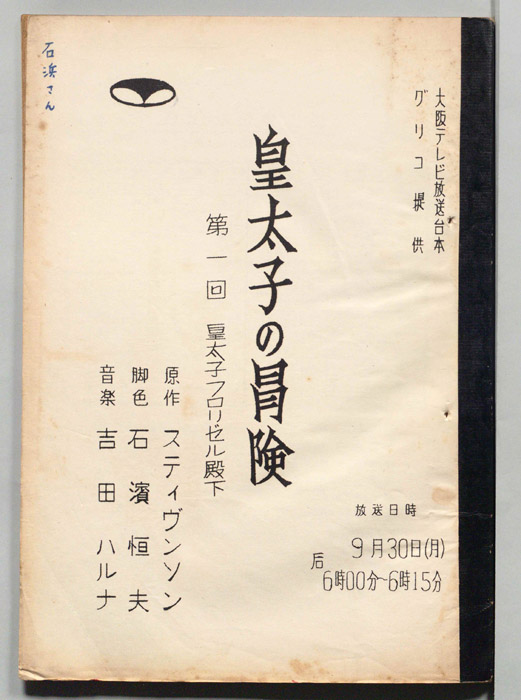 大阪テレビ放送台本
グリコ提供
皇太子の冒険
第一回 皇太子フロリゼル殿下
原作 スティヴンソン
脚色 石濱恒夫
音楽 吉田ハルナ
放送日時
9月30日(月)
后6時00分~6時15分
石浜さん